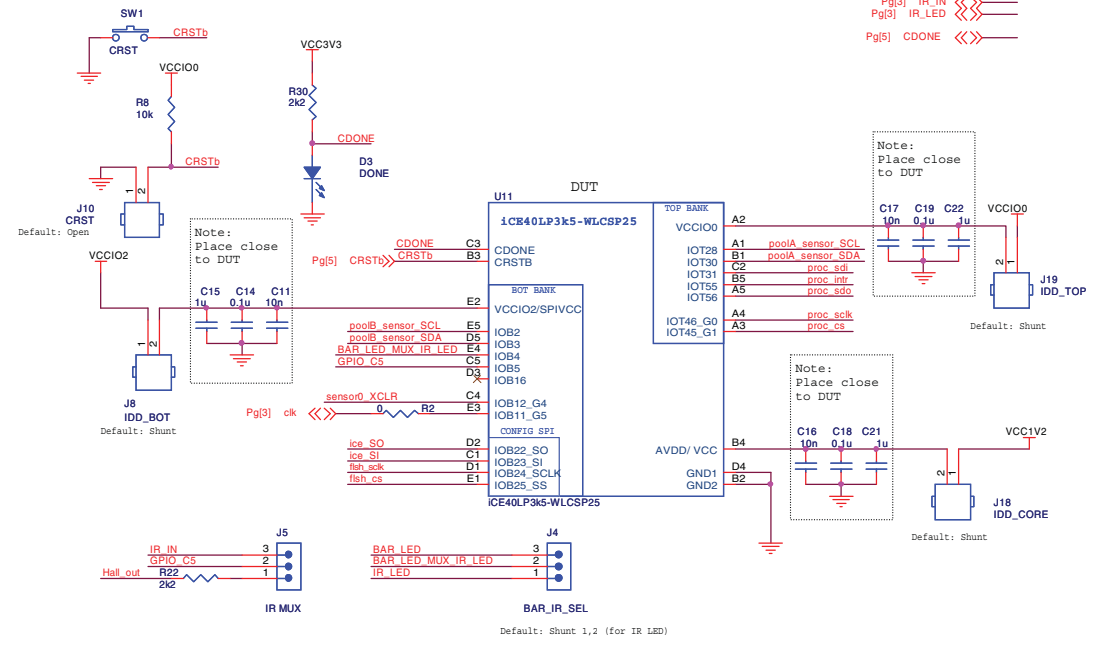 SW1
CRSTb
CRST
VCCIO0
R8
10k
CRSTb
1
2
J10
CRST
Default: Open
VCC3V3
R30
2k2
CDONE
D3
DONE
Pg[3] IR_IN
Pg[3] IR_LED
Pg[5] CDONE
VCCIO2
Note:
Place close
to DUT
C15
1u
C14
0.1u
C11
10n
1
2
J8
IDD_BOT
Default: Shunt
DUT
U11
iCE40LP3k5-WLCSP25
TOP BANK
CDONE C3 CDONE
Pg[5] CRSTb CRSTb B3 CRSTB
BOT BANK
E2 VCCIO2/SPIVCC
poolB_sensor_SCL E5 IOB2
poolB_sensor_SDA D5 IOB3
BAR_LED_MUX_IR_LED E4 IOB4
GPIO_C5 C5 IOB5
D3 IOB16
sensor0_XCLR C4 IOB12_G4
Pg[3] clk 0 R2 E3 IOB11_G5
CONFIG SPI
ice_SO D2 IOB22_SO
ice_SI C1 IOB23_SI
flsh_sclk D1 IOB24_SCLK
flsh_cs E1 IOB25_SS
iCE40LP3k5-WLCSP25
VCCIO0 A2
IOT28 A1 poolA_sensor_SCL
IOT30 B1 poolA_sensor_SDA
IOT31 C2 proc_sdi
IOT55 B5 proc_intr
IOT56 A5 proc_sdo
IOT46_G0 A4 proc_sclk
IOT45_G1 A3 proc_cs
AVDD/ VCC B4
GND1 D4
GND2 B2
Note:
Place close
to DUT
C17
10n
C19
0.1u
C22
1u
VCCIO0
2
1
J19
IDD_TOP
Default: Shunt
Note:
Place close
to DUT
C16
10n
C18
0.1u
C21
1u
VCC1V2
2
1
J18
IDD_CORE
Default: Shunt
J5
IR_IN 3
GPIO_C5 2
Hall_out R22 1
2k2
IR MUX
J4
BAR_LED 3
BAR_LED_MUX_IR_LED 2
IR_LED 1
BAR_IR_SEL
Default: Shunt 1,2 (for IR LED)